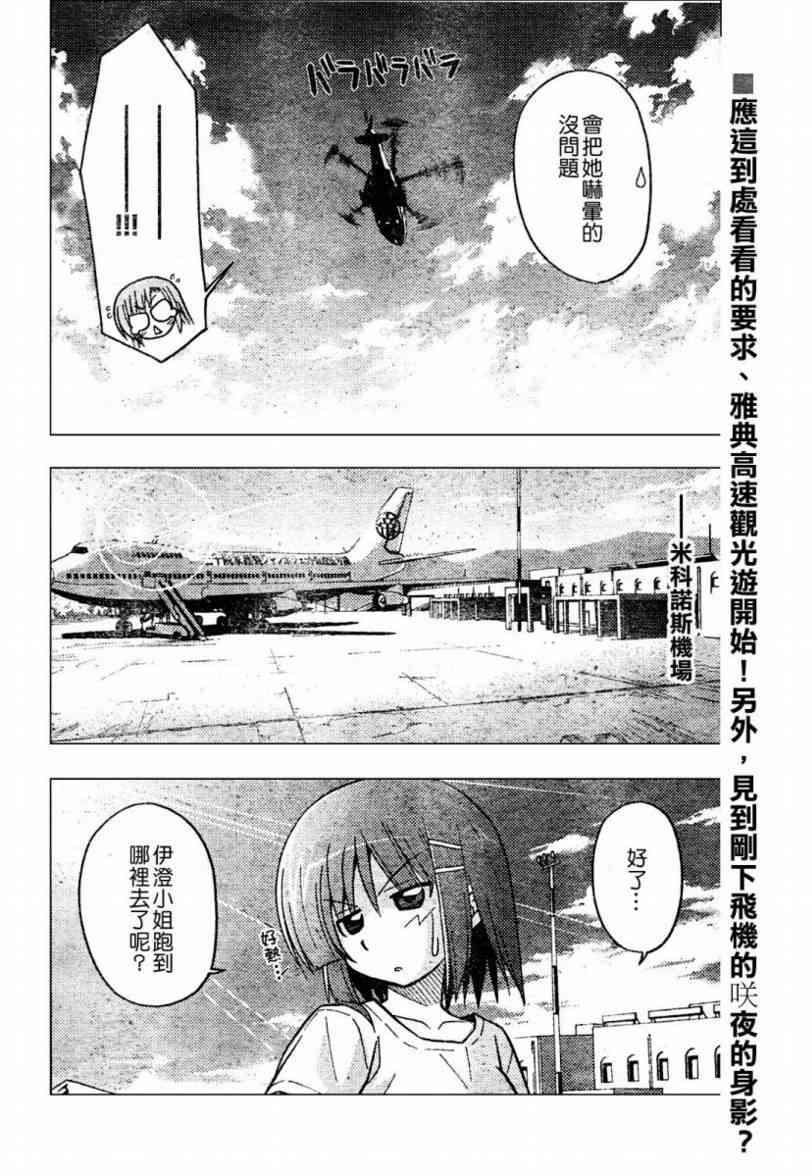 ■應這到處看看的要求、雅典高速觀光遊開始！另外，見到剛下飛機的咲夜的身影？
會把她嚇暈的
沒問題
バラバラバラ
———!!!
——米科諾斯機場
好了…
好熱…
伊澄小姐跑到
哪裡去了呢？